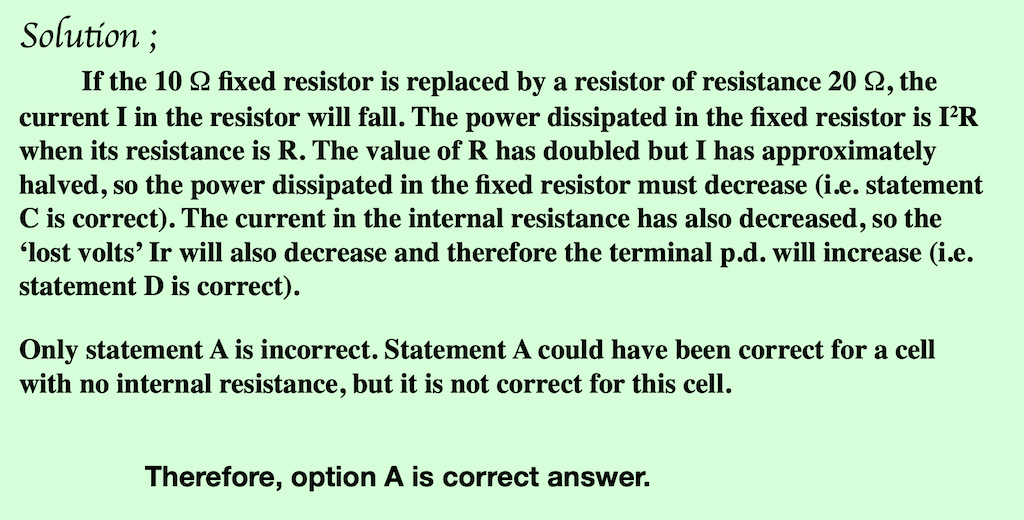 Solution ;
If the 10 Ω fixed resistor is replaced by a resistor of resistance 20 Ω, the
current I in the resistor will fall. The power dissipated in the fixed resistor is I²R
when its resistance is R. The value of R has doubled but I has approximately
halved, so the power dissipated in the fixed resistor must decrease (i.e. statement
C is correct). The current in the internal resistance has also decreased, so the
‘lost volts’ Ir will also decrease and therefore the terminal p.d. will increase (i.e.
statement D is correct).
Only statement A is incorrect. Statement A could have been correct for a cell
with no internal resistance, but it is not correct for this cell.
Therefore, option A is correct answer.